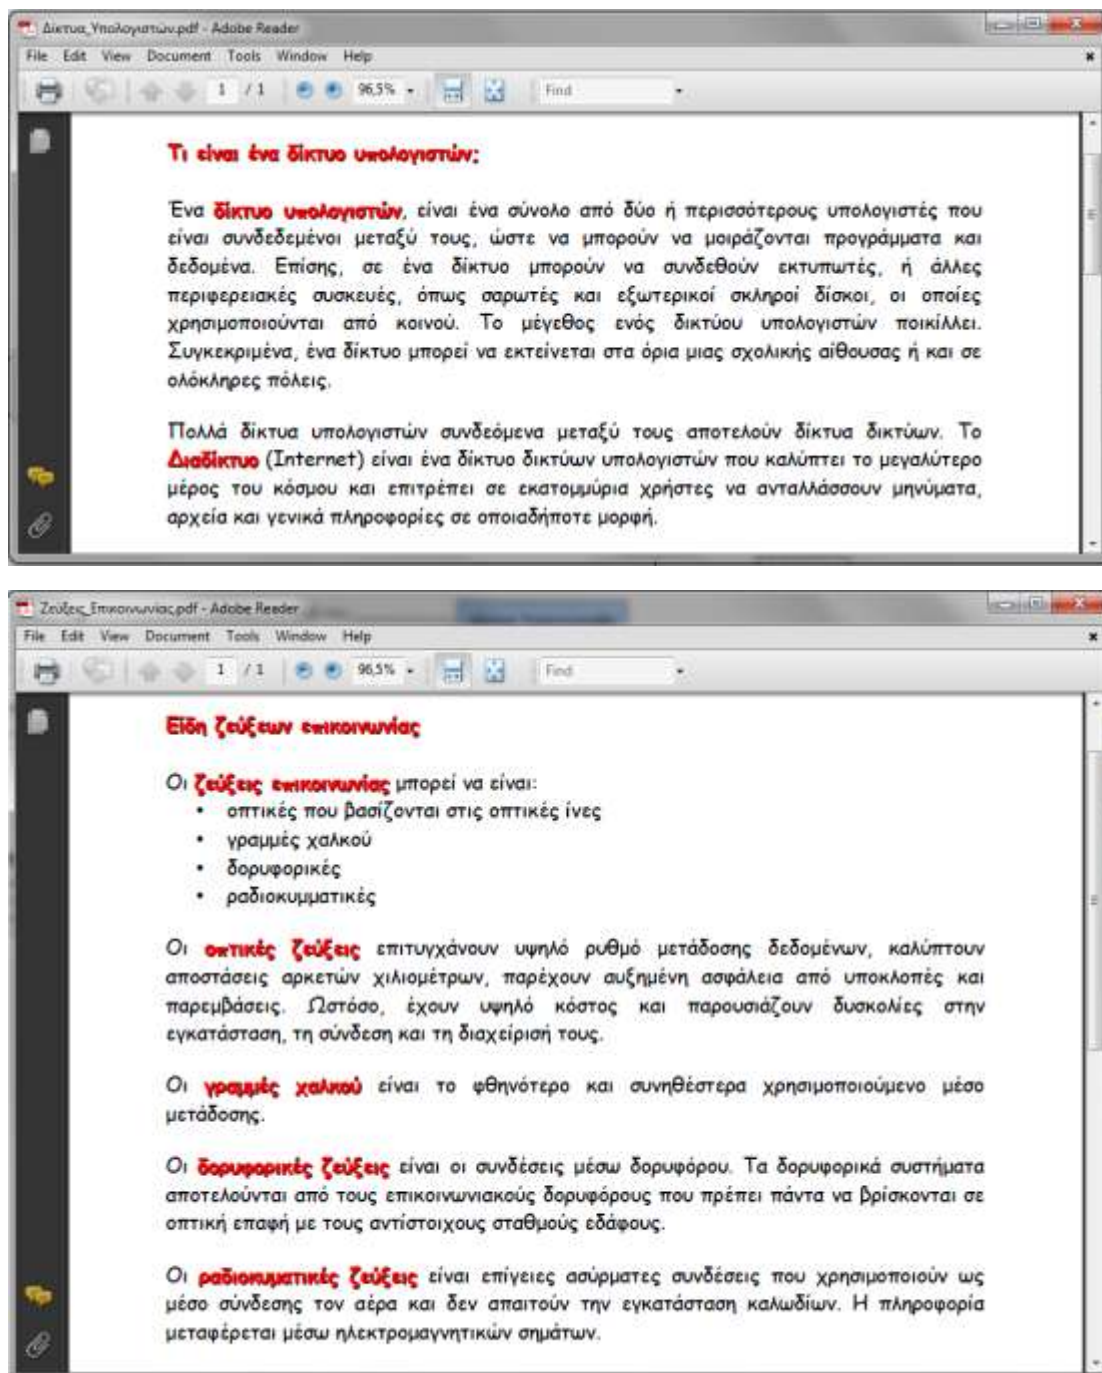 Δίκτυα_Υπολογιστών.pdf - Adobe Reader
File Edit View Document Tools Window Help
1 / 1 96,5% Find
Τι είναι ένα δίκτυο υπολογιστών;
Ένα δίκτυο υπολογιστών, είναι ένα σύνολο από δύο ή περισσότερους υπολογιστές που
είναι συνδεδεμένοι μεταξύ τους, ώστε να μπορούν να μοιράζονται προγράμματα και
δεδομένα. Επίσης, σε ένα δίκτυο μπορούν να συνδεθούν εκτυπωτές, ή άλλες
περιφερειακές συσκευές, όπως σαρωτές και εξωτερικοί σκληροί δίσκοι, οι οποίες
χρησιμοποιούνται από κοινού. Το μέγεθος ενός δικτύου υπολογιστών ποικίλλει.
Συγκεκριμένα, ένα δίκτυο μπορεί να εκτείνεται στα όρια μιας σχολικής αίθουσας ή και σε
ολόκληρες πόλεις.
Πολλά δίκτυα υπολογιστών συνδεόμενα μεταξύ τους αποτελούν δίκτυα δικτύων. Το
Διαδίκτυο (Internet) είναι ένα δίκτυο δικτύων υπολογιστών που καλύπτει το μεγαλύτερο
μέρος του κόσμου και επιτρέπει σε εκατομμύρια χρήστες να ανταλλάσσουν μηνύματα,
αρχεία και γενικά πληροφορίες σε οποιαδήποτε μορφή.
Ζεύξεις_Επικοινωνίας.pdf - Adobe Reader
File Edit View Document Tools Window Help
1 / 1 96,5% Find
Είδη ζεύξεων επικοινωνίας
Οι ζεύξεις επικοινωνίας μπορεί να είναι:
• οπτικές που βασίζονται στις οπτικές ίνες
• γραμμές χαλκού
• δορυφορικές
• ραδιοκυμματικές
Οι οπτικές ζεύξεις επιτυγχάνουν υψηλό ρυθμό μετάδοσης δεδομένων, καλύπτουν
αποστάσεις αρκετών χιλιομέτρων, παρέχουν αυξημένη ασφάλεια από υποκλοπές και
παρεμβάσεις. Ωστόσο, έχουν υψηλό κόστος και παρουσιάζουν δυσκολίες στην
εγκατάσταση, τη σύνδεση και τη διαχείρισή τους.
Οι γραμμές χαλκού είναι το φθηνότερο και συνηθέστερα χρησιμοποιούμενο μέσο
μετάδοσης.
Οι δορυφορικές ζεύξεις είναι οι συνδέσεις μέσω δορυφόρου. Τα δορυφορικά συστήματα
αποτελούνται από τους επικοινωνιακούς δορυφόρους που πρέπει πάντα να βρίσκονται σε
οπτική επαφή με τους αντίστοιχους σταθμούς εδάφους.
Οι ραδιοκυματικές ζεύξεις είναι επίγειες ασύρματες συνδέσεις που χρησιμοποιούν ως
μέσο σύνδεσης τον αέρα και δεν απαιτούν την εγκατάσταση καλωδίων. Η πληροφορία
μεταφέρεται μέσω ηλεκτρομαγνητικών σημάτων.